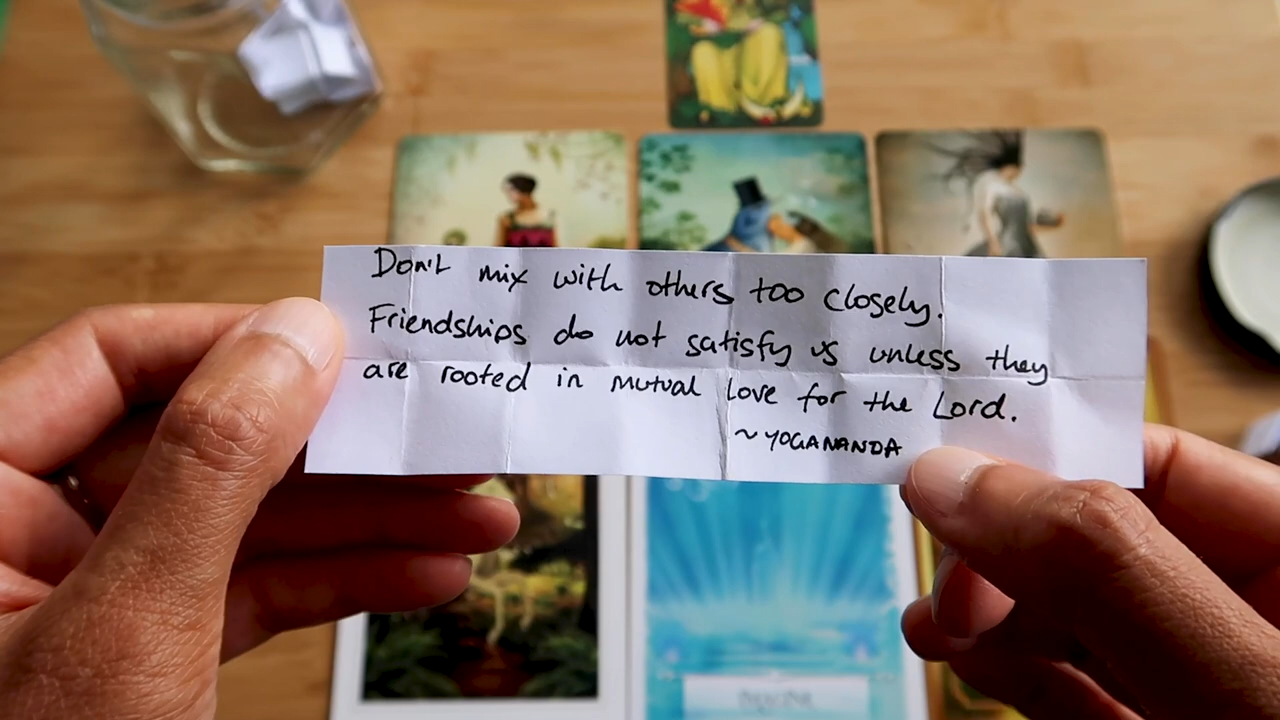 Don't mix with others too closely.
Friendships do not satisfy us unless they
are rooted in mutual love for the Lord.
~YOGANANDA